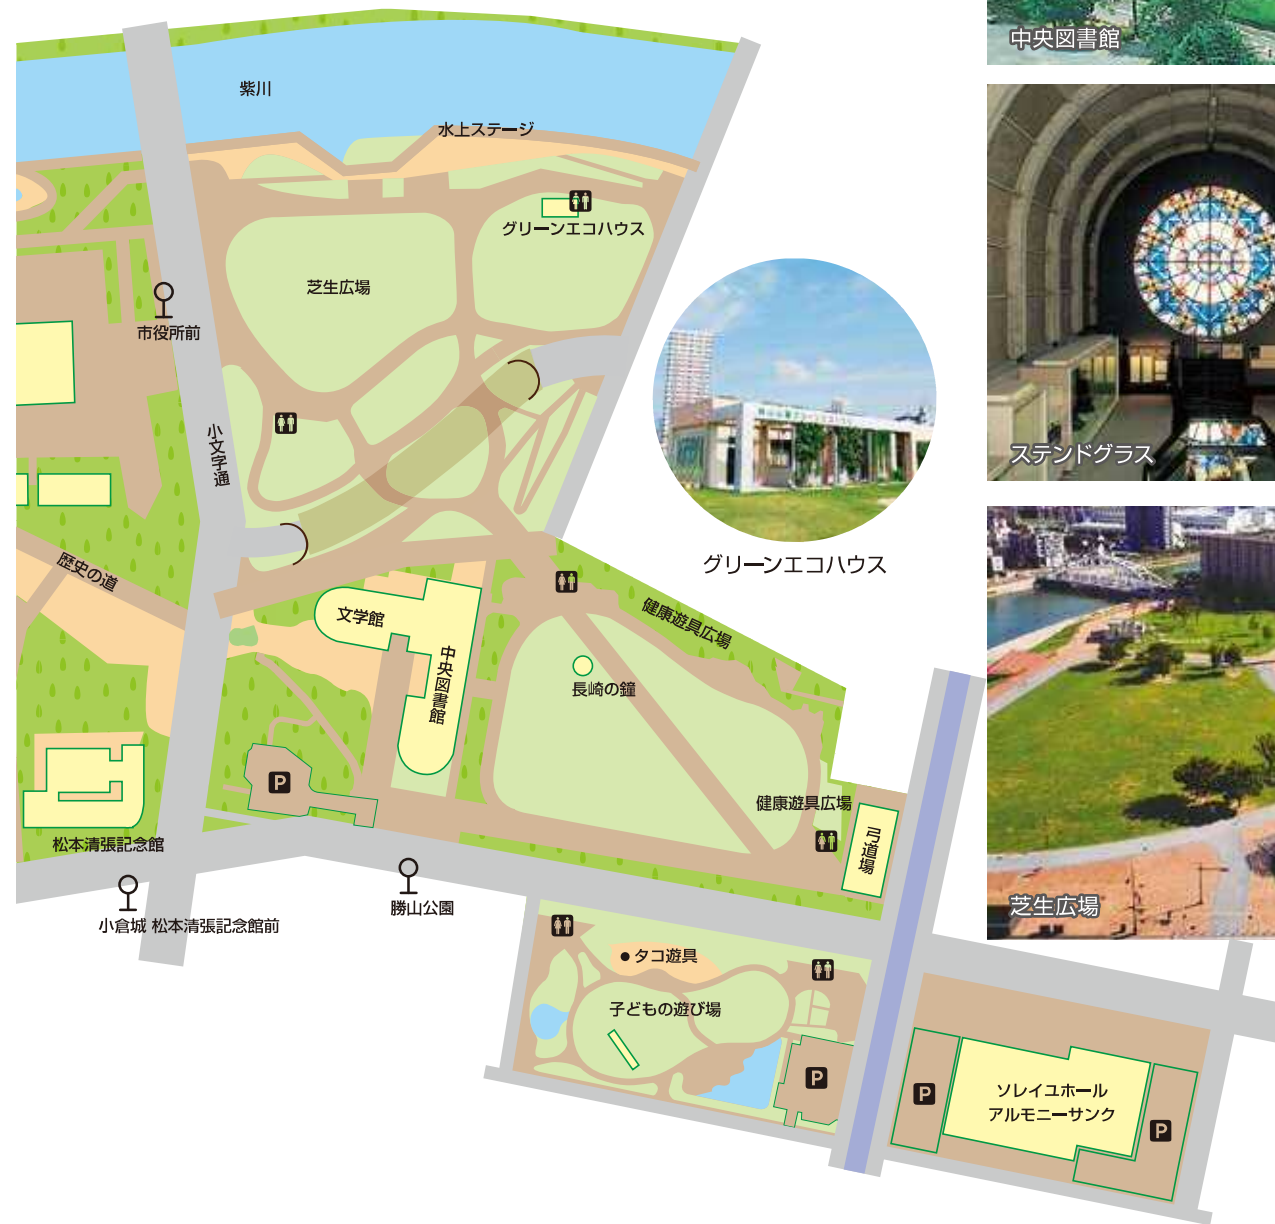 中央図書館
紫川
水上ステージ
グリーンエコハウス
芝生広場
市役所前
小文字通
ステンドグラス
グリーンエコハウス
歴史の道
文学館
中央図書館
健康遊具広場
長崎の鐘
P
健康遊具広場
弓道場
松本清張記念館
勝山公園
小倉城 松本清張記念館前
芝生広場
タコ遊具
子どもの遊び場
P
P
ソレイユホール
アルモニーサンク
P